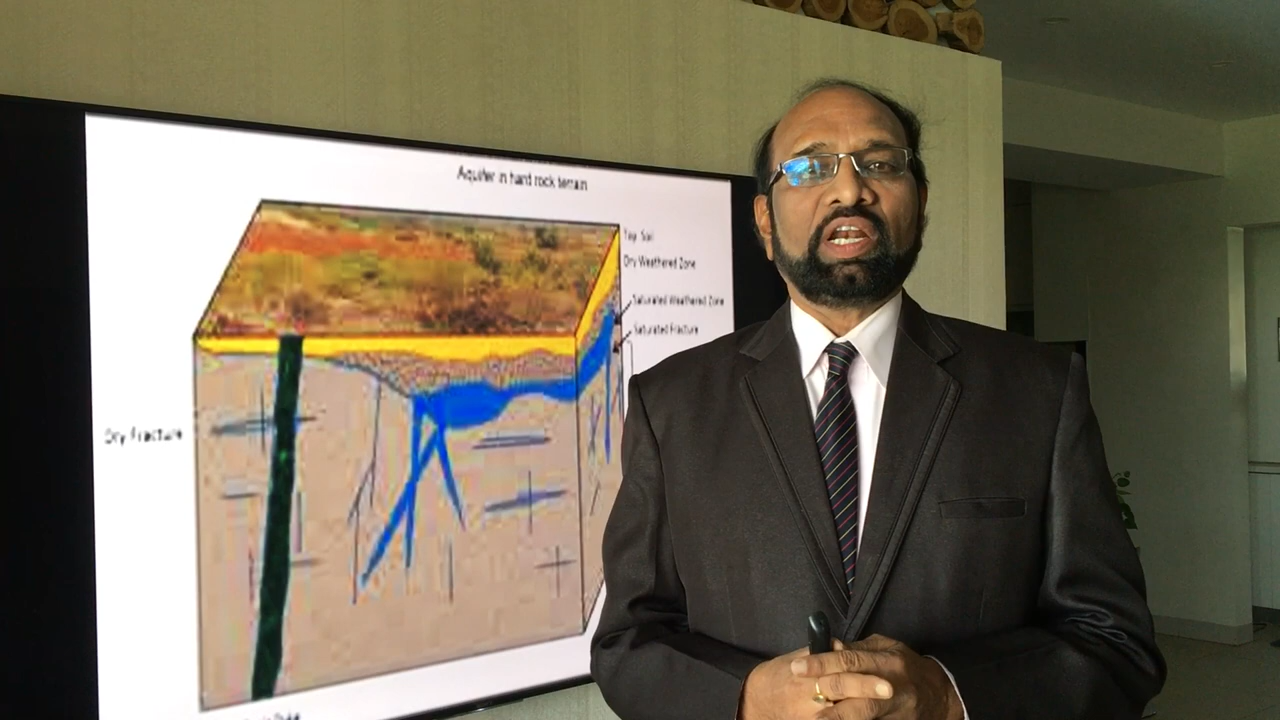 Aquifer in hard rock terrain
Top Soil
Dry Weathered Zone
Saturated Weathered Zone
Saturated Fracture
Dry Fracture